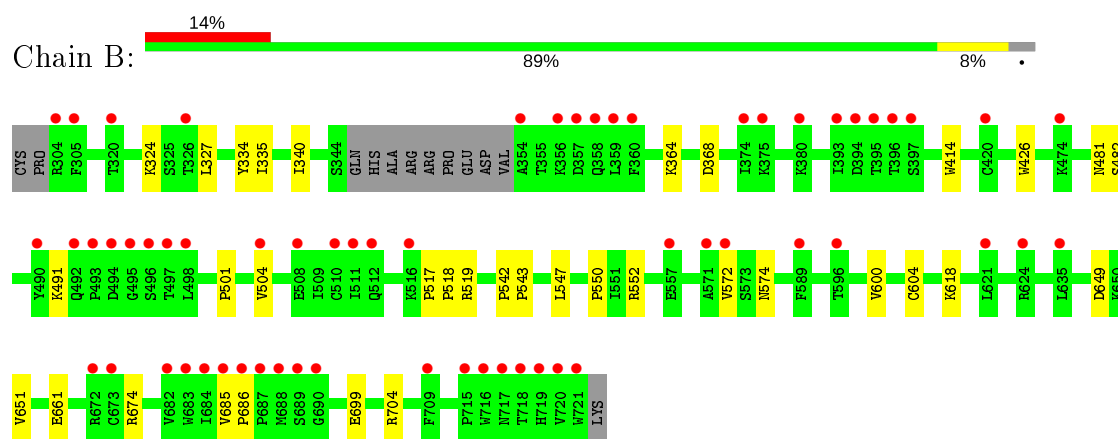 14%
Chain B:
89% 8% •
CYS PRO R304 F305 T320 K324 S325 T326 L327 Y334 I335 I340 S344 GLN HIS ALA ARG ARG PRO GLU ASP VAL A354 T355 K356 D357 Q358 L359 F360 K364 D368 I374 K375 K380 I393 D394 T395 T396 S397 W414 C420 W426 K474 N481 S482
Y490 K491 Q492 P493 D494 G495 S496 T497 L498 P501 V504 E508 I509 C510 I511 Q512 K516 P517 P518 R519 P542 P543 L547 P550 I551 R552 E557 A571 V572 S573 N574 F589 T596 V600 C604 K618 L621 R624 L635 D649 K650
V651 E661 R672 C673 R674 V682 W683 I684 V685 P686 P687 M688 S689 G690 E699 R704 F709 P715 W716 N717 T718 H719 V720 W721 LYS